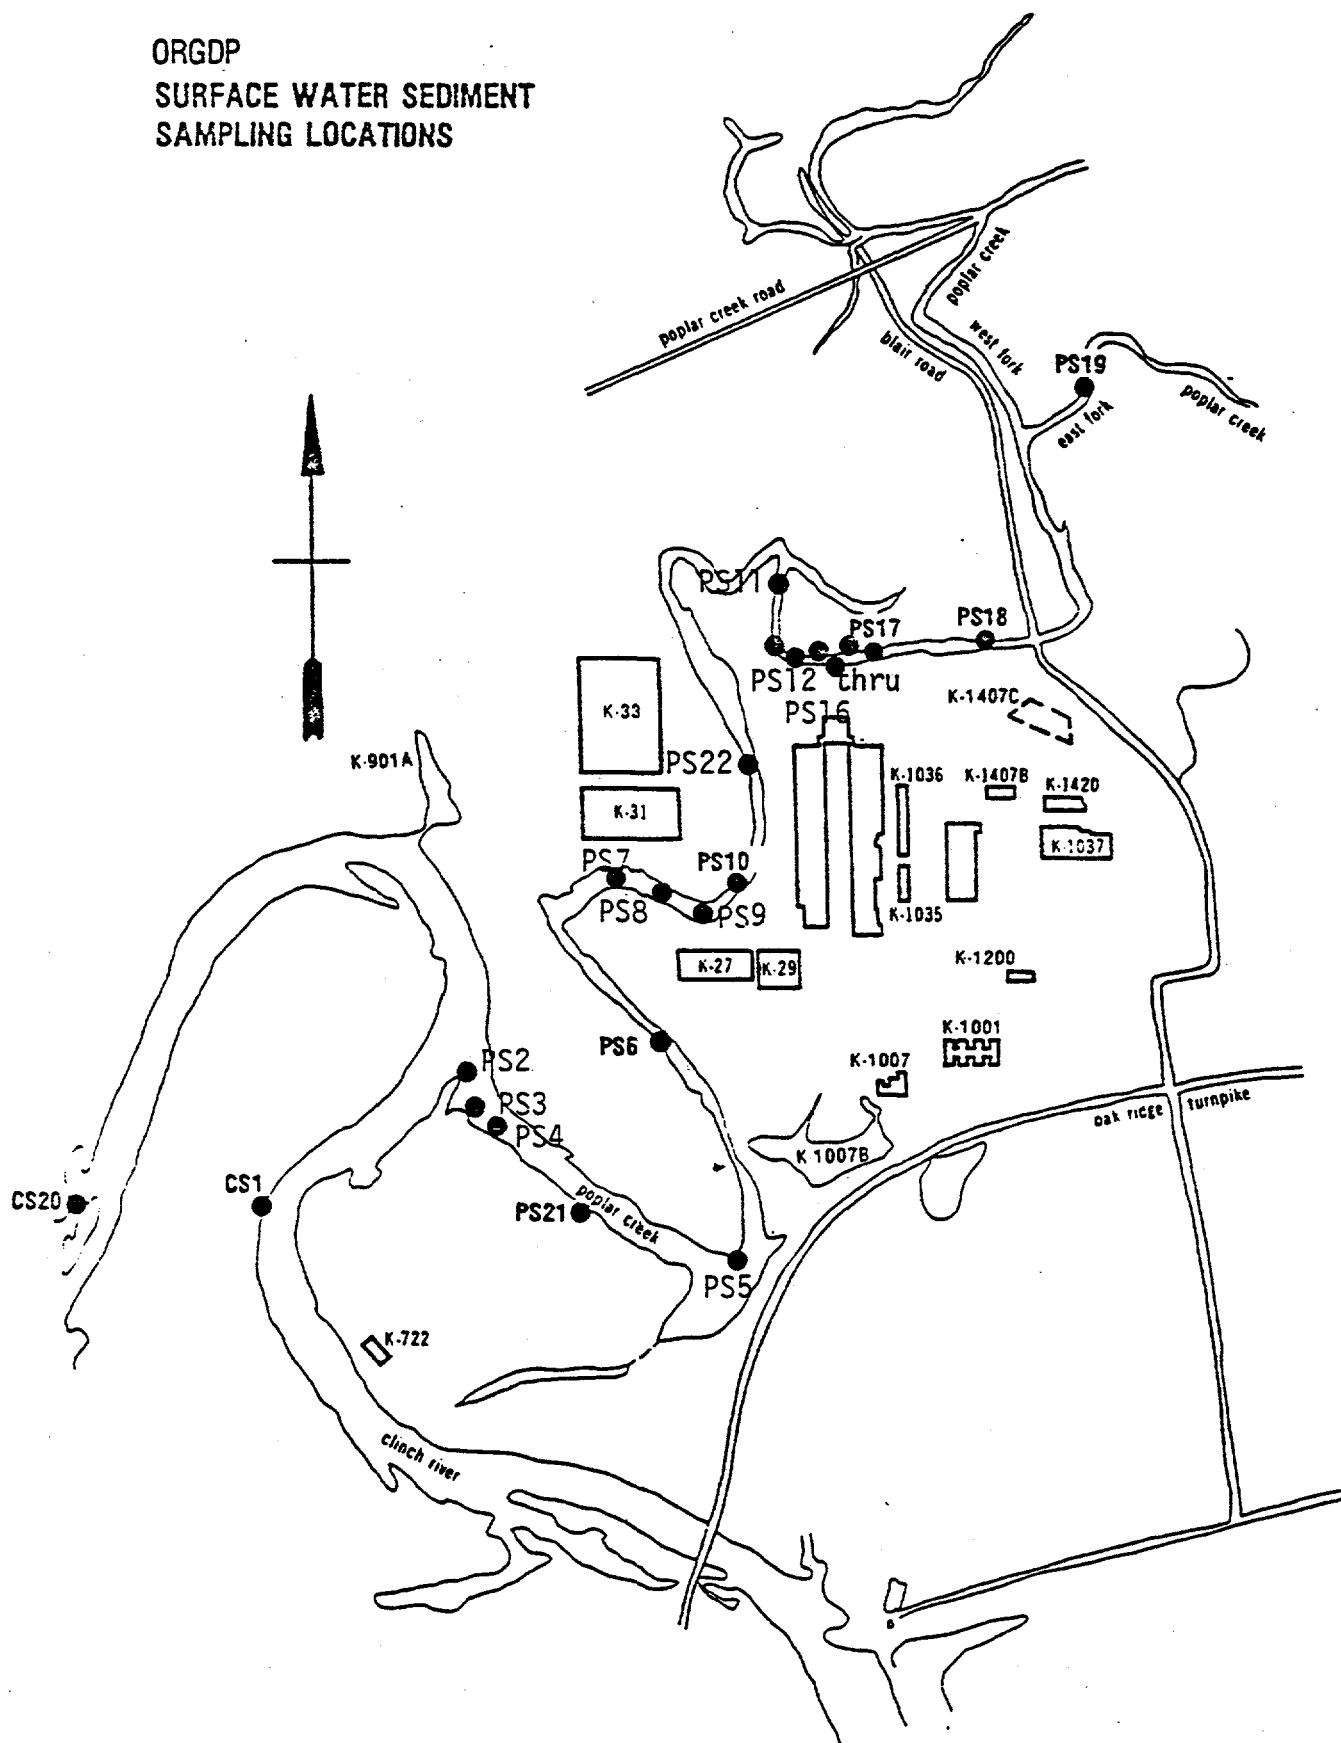 ORGDP
SURFACE WATER SEDIMENT
SAMPLING LOCATIONS
poplar creek road
poplar creek
west fork
blair road
PS19
east fork
poplar creek
PS11
PS17
PS18
PS12 thru
PS16
K-1407C
K-33
K-901A
PS22
K-1036
K-1407B
K-1420
K-31
K-1037
PS7
PS10
PS8
PS9
K-1035
K-27
K-29
K-1200
PS6
K-1001
K-1007
PS2
PS3
PS4
oak ridge turnpike
K 1007B
CS20
CS1
PS21
poplar creek
PS5
K-722
clinch river